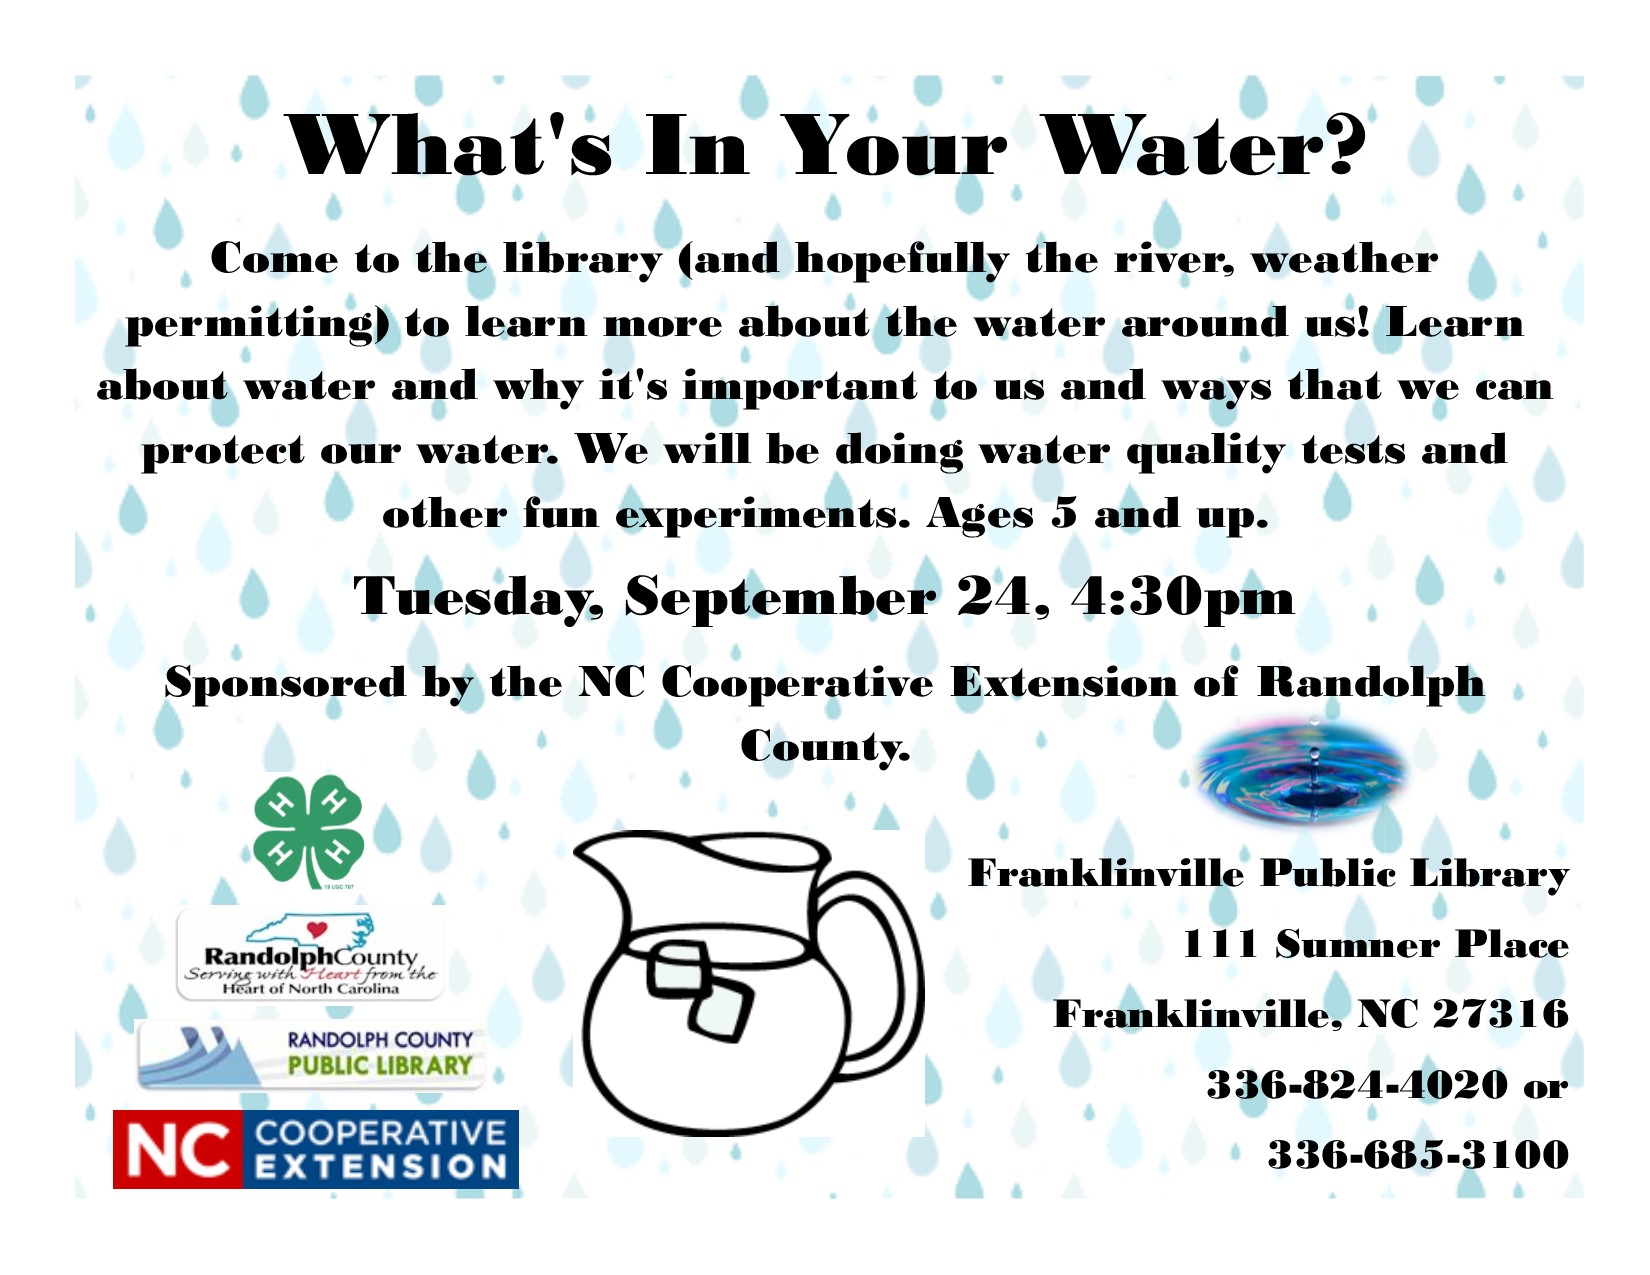 What's In Your Water?
Come to the library (and hopefully the river, weather
permitting) to learn more about the water around us! Learn
about water and why it's important to us and ways that we can
protect our water. We will be doing water quality tests and
other fun experiments. Ages 5 and up.
Tuesday, September 24, 4:30pm
Sponsored by the NC Cooperative Extension of Randolph
County.
H H
H H
18 USC 707
RandolphCounty
Serving with Heart from the
Heart of North Carolina
RANDOLPH COUNTY
PUBLIC LIBRARY
NC COOPERATIVE
EXTENSION
Franklinville Public Library
111 Sumner Place
Franklinville, NC 27316
336-824-4020 or
336-685-3100